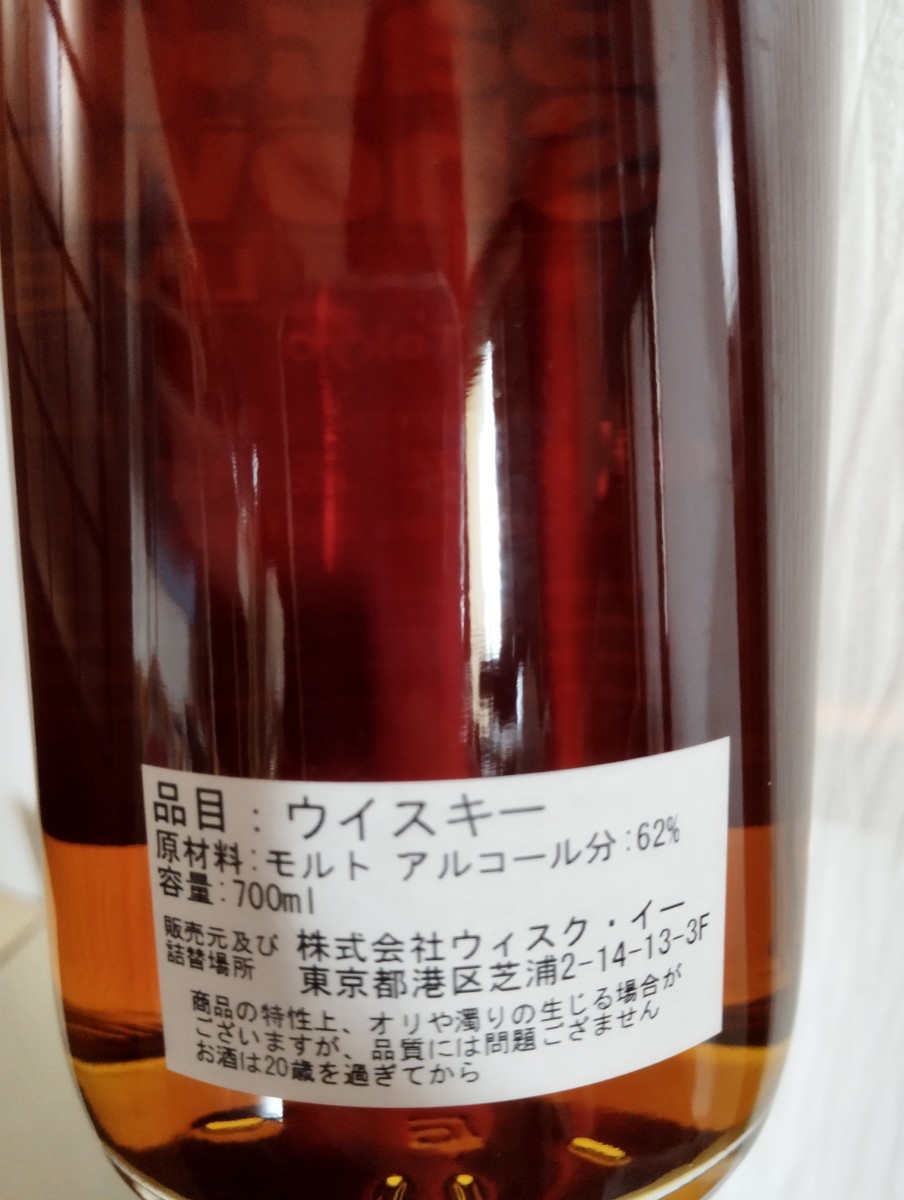 品目:ウイスキー
原材料:モルト アルコール分:62%
容量:700ml
販売元及び
詰替場所
株式会社ウィスク・イー
東京都港区芝浦2-14-13-3F
商品の特性上、オリや濁りの生じる場合が
ございますが、品質には問題ござません
お酒は20歳を過ぎてから